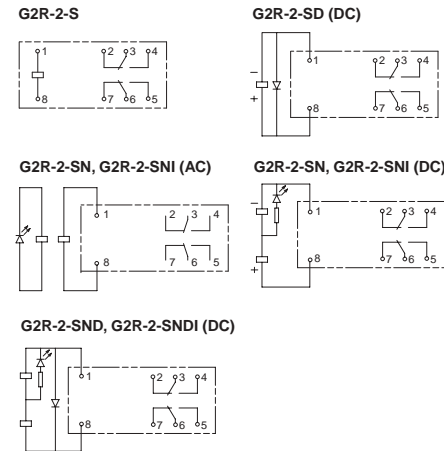 G2R-2-S
G2R-2-SD (DC)
1 2 3 4
8 7 6 5
− 1 2 3 4
+ 8 7 6 5
G2R-2-SN, G2R-2-SNI (AC)
G2R-2-SN, G2R-2-SNI (DC)
1 2 3 4
8 7 6 5
− 1 2 3 4
+ 8 7 6 5
G2R-2-SND, G2R-2-SNDI (DC)
1 2 3 4
8 7 6 5